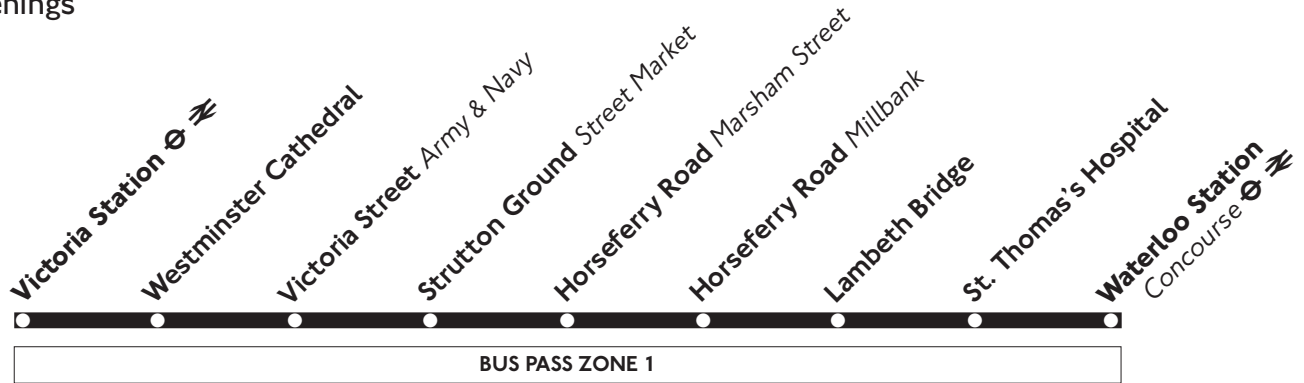 enings
Victoria Station
Westminster Cathedral
Victoria Street Army & Navy
Strutton Ground Street Market
Horseferry Road Marsham Street
Horseferry Road Millbank
Lambeth Bridge
St. Thomas's Hospital
Waterloo Station
Concourse
BUS PASS ZONE 1